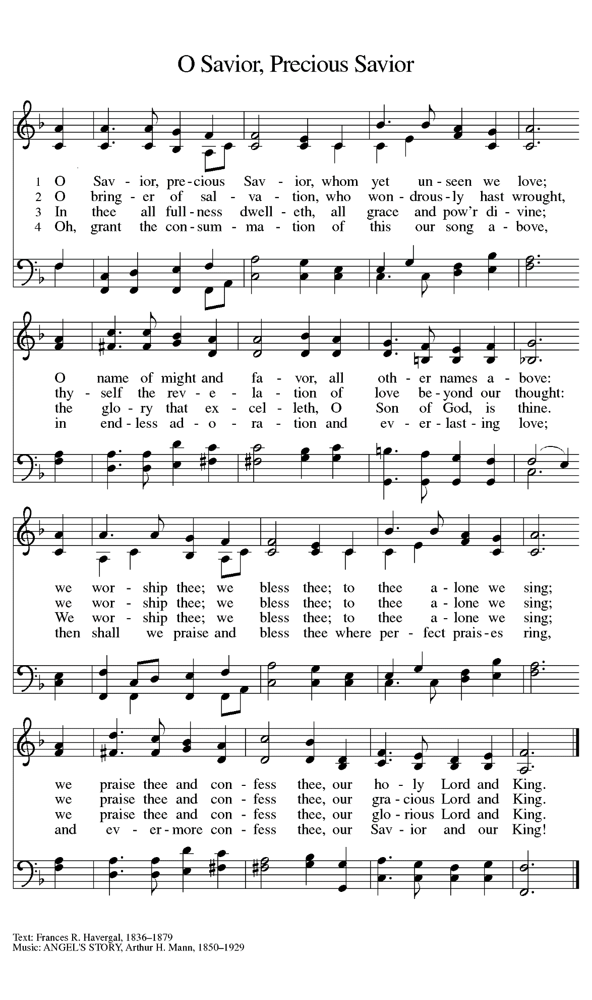 O Savior, Precious Savior
1 O Sav - ior, pre - cious Sav - ior, whom yet un - seen we love;
2 O bring - er of sal - va - tion, who won - drous - ly hast wrought,
3 In thee all full - ness dwell - eth, all grace and pow'r di - vine;
4 Oh, grant the con - sum - ma - tion of this our song a - bove,
O name of might and fa - vor, all oth - er names a - bove:
thy - self the rev - e - la - tion of love be - yond our thought:
the glo - ry that ex - cel - leth, O Son of God, is thine.
in end - less ad - o - ra - tion and ev - er - last - ing love;
we wor - ship thee; we bless thee; to thee a - lone we sing;
we wor - ship thee; we bless thee; to thee a - lone we sing;
We wor - ship thee; we bless thee; to thee a - lone we sing;
then shall we praise and bless thee where per - fect prais - es ring,
we praise thee and con - fess thee, our ho - ly Lord and King.
we praise thee and con - fess thee, our gra - cious Lord and King.
we praise thee and con - fess thee, our glo - rious Lord and King.
and ev - er - more con - fess thee, our Sav - ior and our King!
Text: Frances R. Havergal, 1836–1879
Music: ANGEL'S STORY, Arthur H. Mann, 1850–1929